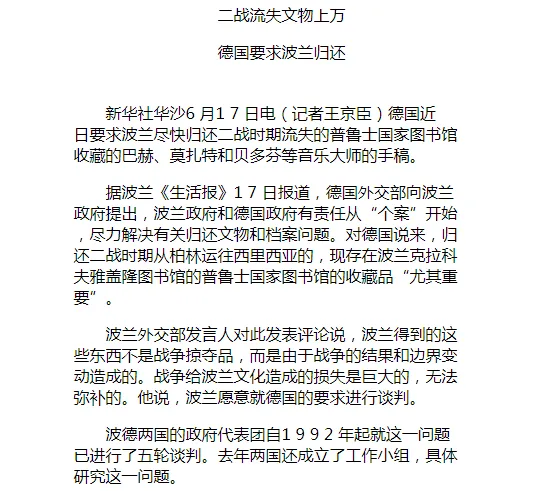 二战流失文物上万
德国要求波兰归还
新华社华沙6月17日电（记者王京臣）德国近
日要求波兰尽快归还二战时期流失的普鲁士国家图书馆
收藏的巴赫、莫扎特和贝多芬等音乐大师的手稿。
据波兰《生活报》17日报道，德国外交部向波兰
政府提出，波兰政府和德国政府有责任从“个案”开始
，尽力解决有关归还文物和档案问题。对德国说来，归
还二战时期从柏林运往西里西亚的，现存在波兰克拉科
夫雅盖隆图书馆的普鲁士国家图书馆的收藏品“尤其重
要”。
波兰外交部发言人对此发表评论说，波兰得到的这
些东西不是战争掠夺品，而是由于战争的结果和边界变
动造成的。战争给波兰文化造成的损失是巨大的，无法
弥补的。他说，波兰愿意就德国的要求进行谈判。
波德两国的政府代表团自1992年起就这一问题
已进行了五轮谈判。去年两国还成立了工作小组，具体
研究这一问题。